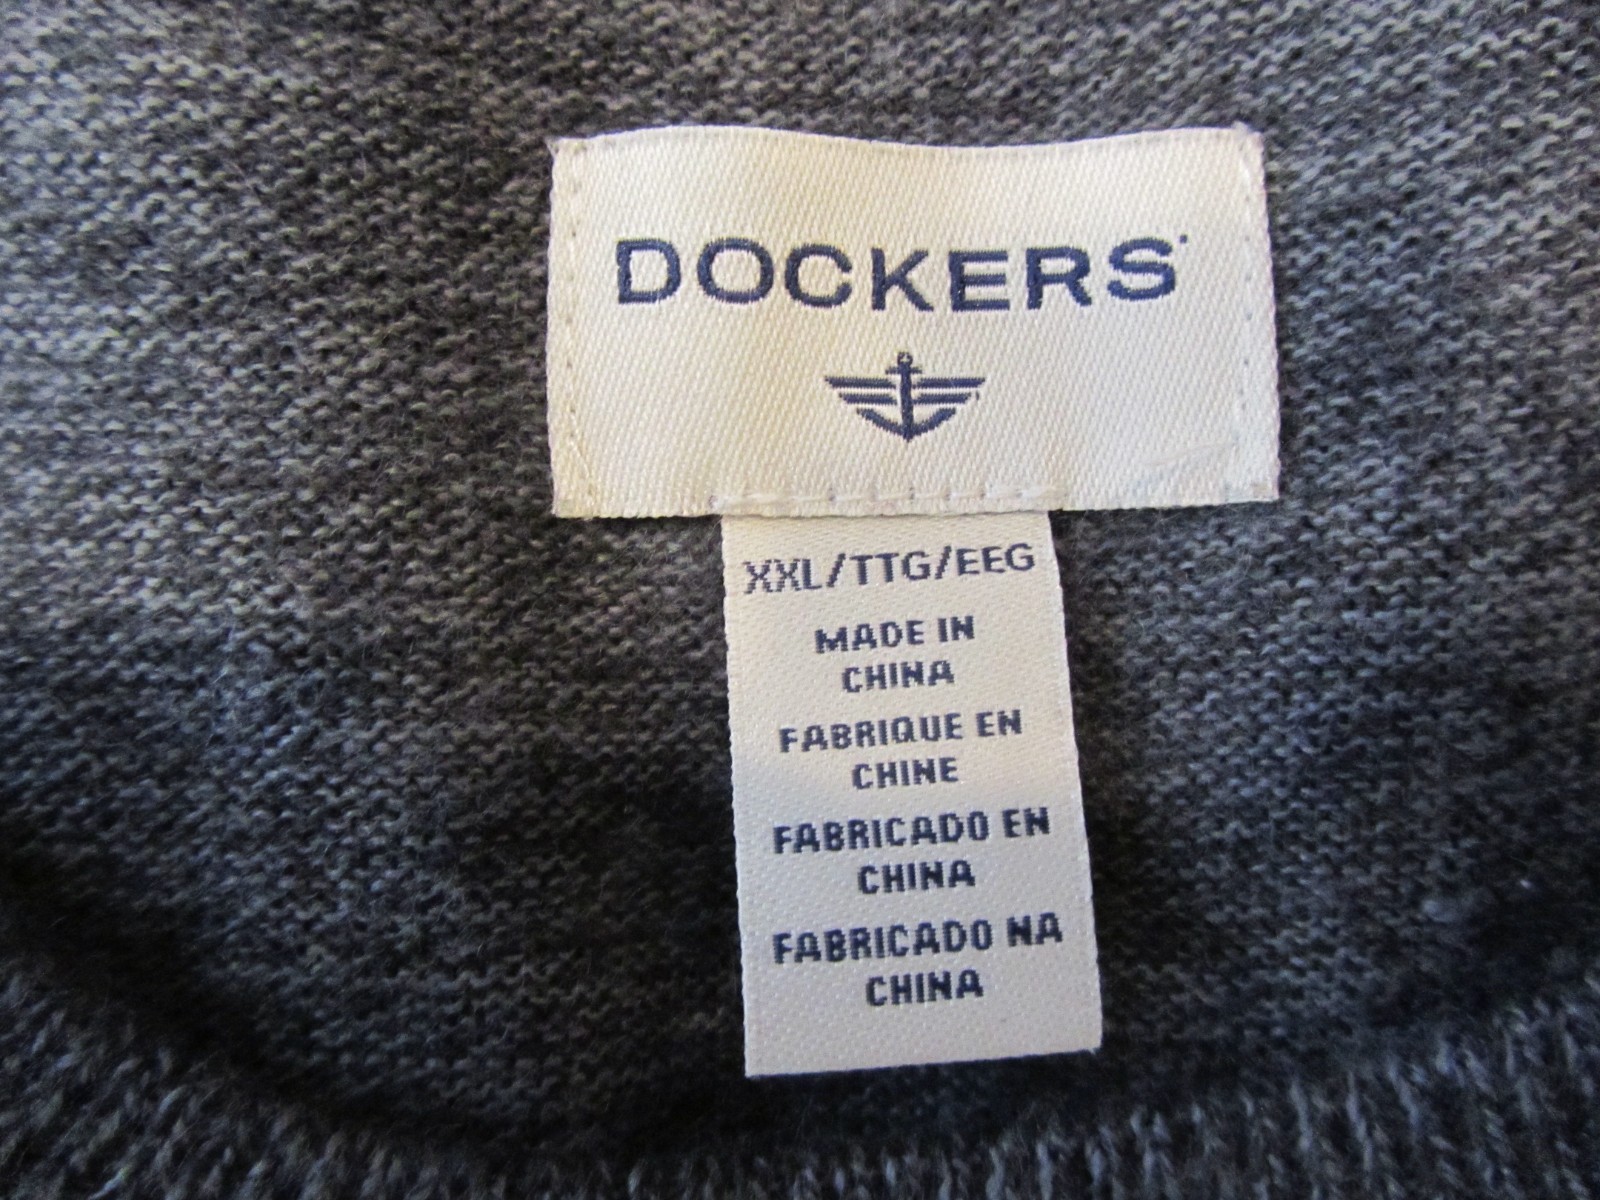 DOCKERS
XXL/TTG/EEG
MADE IN
CHINA
FABRIQUE EN
CHINE
FABRICADO EN
CHINA
FABRICADO NA
CHINA